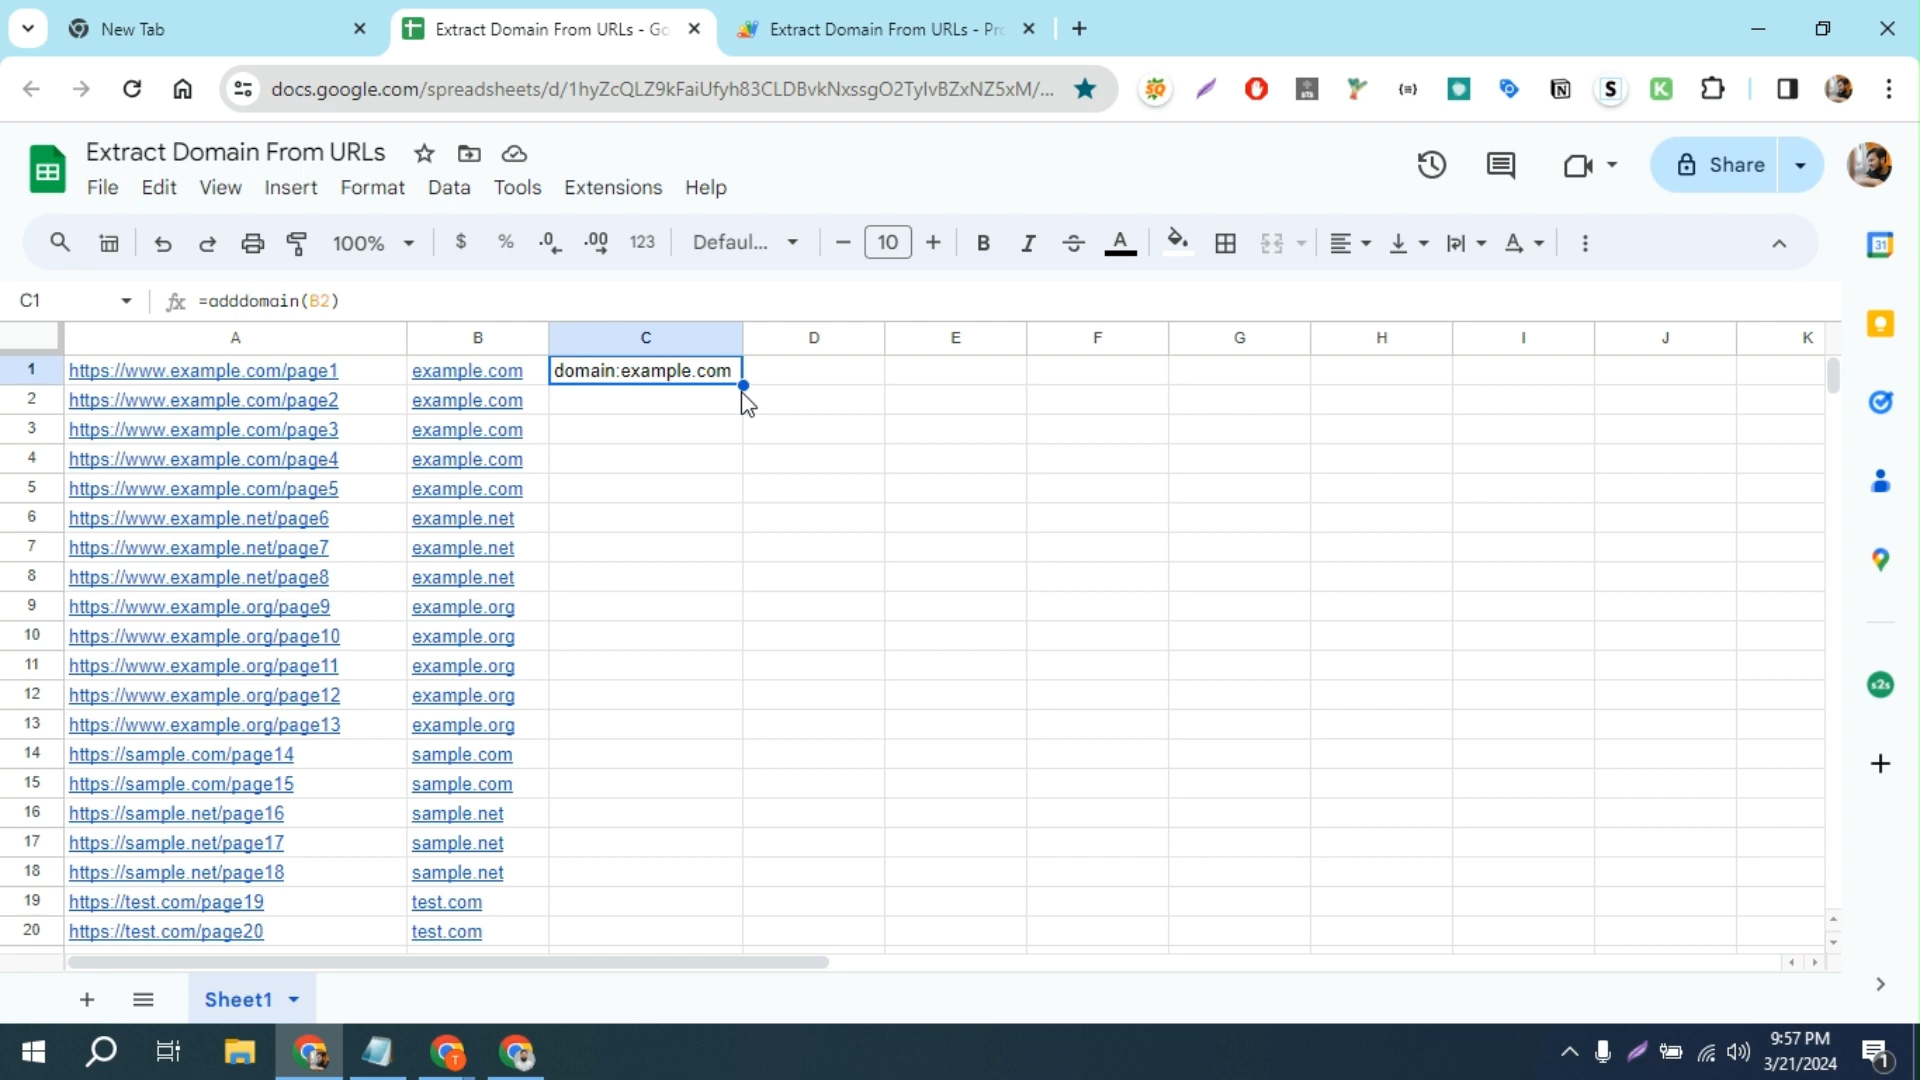 New Tab
Extract Domain From URLs - Go
Extract Domain From URLs - Pro
docs.google.com/spreadsheets/d/1hyZcQLZ9kFaiUfyh83CLDBvkNxssgO2TylvBZxNZ5xM/...
Extract Domain From URLs
Share
File Edit View Insert Format Data Tools Extensions Help
100% $ % .0 .00 123 Defaul... 10 B I S A
31
C1 fx =adddomain(B2)
A B C D E F G H I J K
1 https://www.example.com/page1 example.com domain:example.com
2 https://www.example.com/page2 example.com
3 https://www.example.com/page3 example.com
4 https://www.example.com/page4 example.com
5 https://www.example.com/page5 example.com
6 https://www.example.net/page6 example.net
7 https://www.example.net/page7 example.net
8 https://www.example.net/page8 example.net
9 https://www.example.org/page9 example.org
10 https://www.example.org/page10 example.org
11 https://www.example.org/page11 example.org
12 https://www.example.org/page12 example.org
13 https://www.example.org/page13 example.org
14 https://sample.com/page14 sample.com
15 https://sample.com/page15 sample.com
16 https://sample.net/page16 sample.net
17 https://sample.net/page17 sample.net
18 https://sample.net/page18 sample.net
19 https://test.com/page19 test.com
20 https://test.com/page20 test.com
s2s
Sheet1
9:57 PM
3/21/2024
1